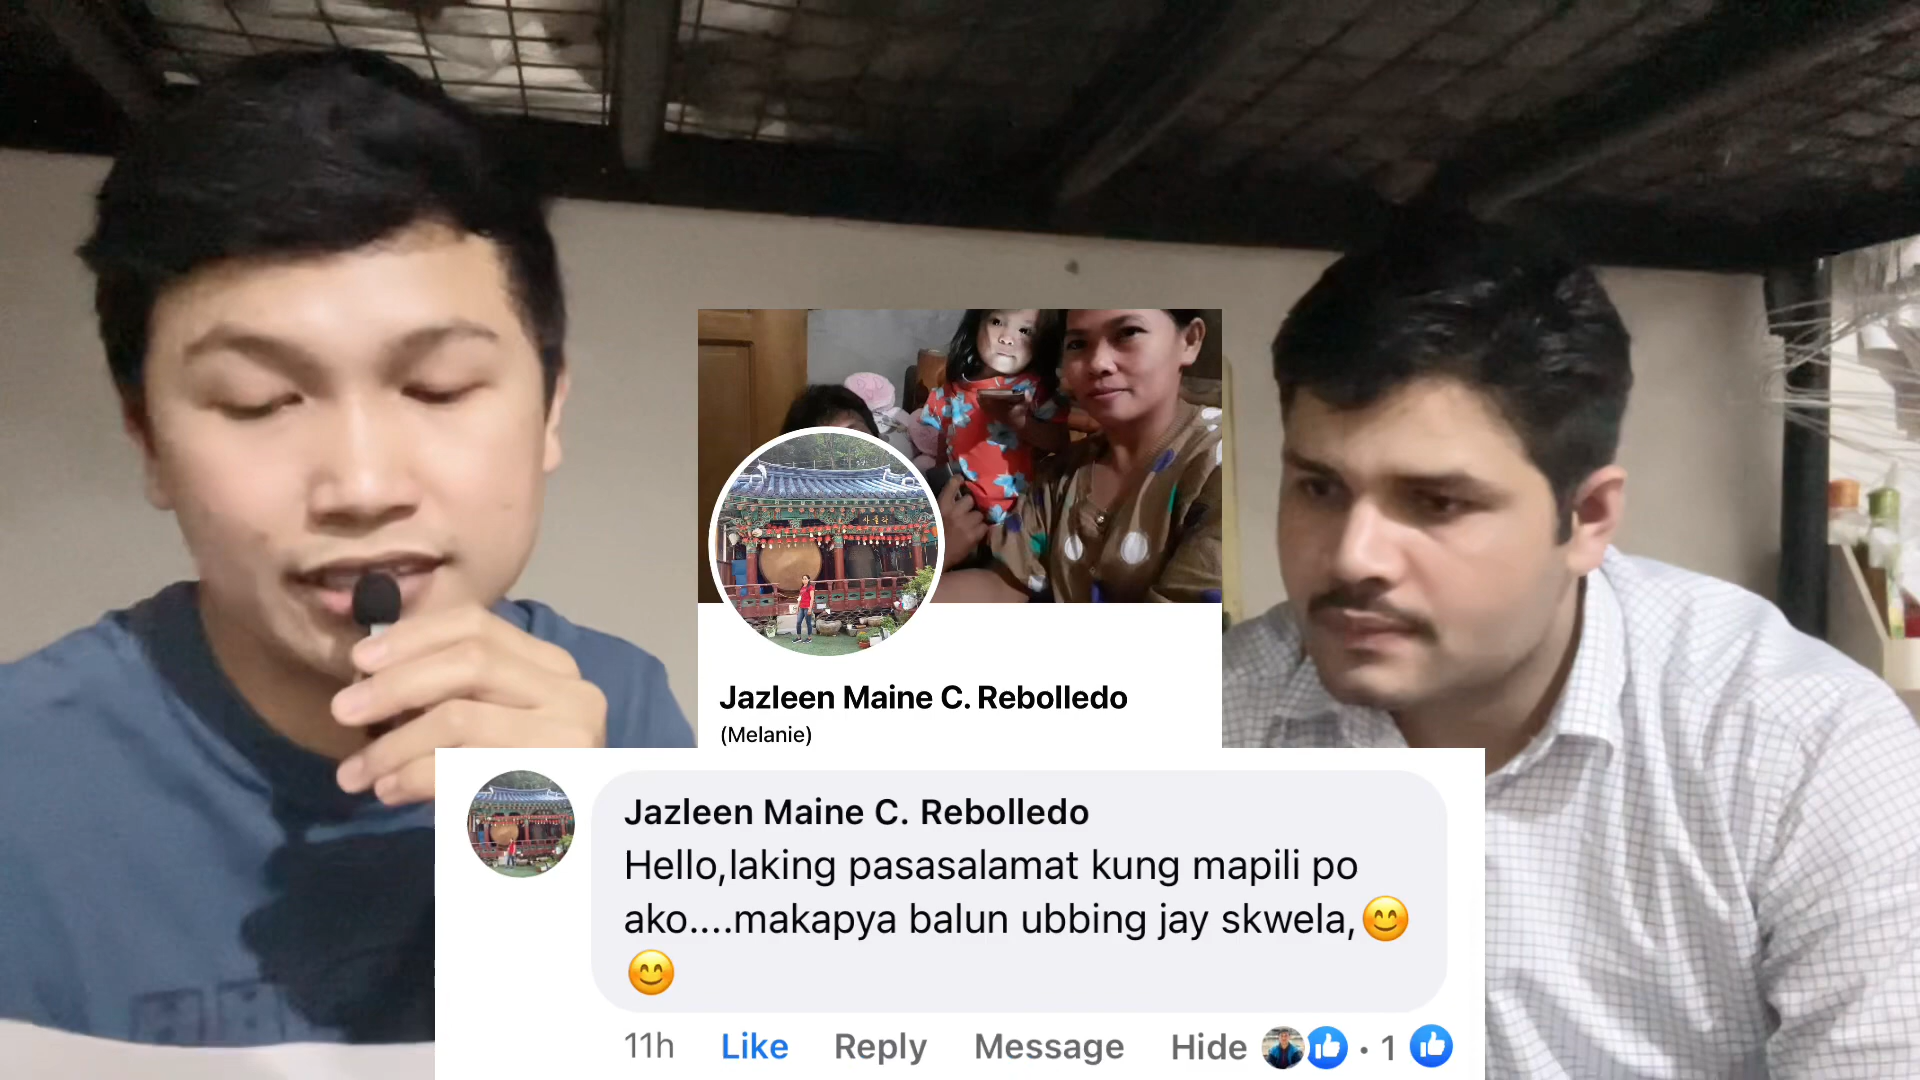 Jazleen Maine C. Rebolledo
(Melanie)
Jazleen Maine C. Rebolledo
Hello,laking pasasalamat kung mapili po
ako....makapya balun ubbing jay skwela,😊
😊
11h Like Reply Message Hide · 1